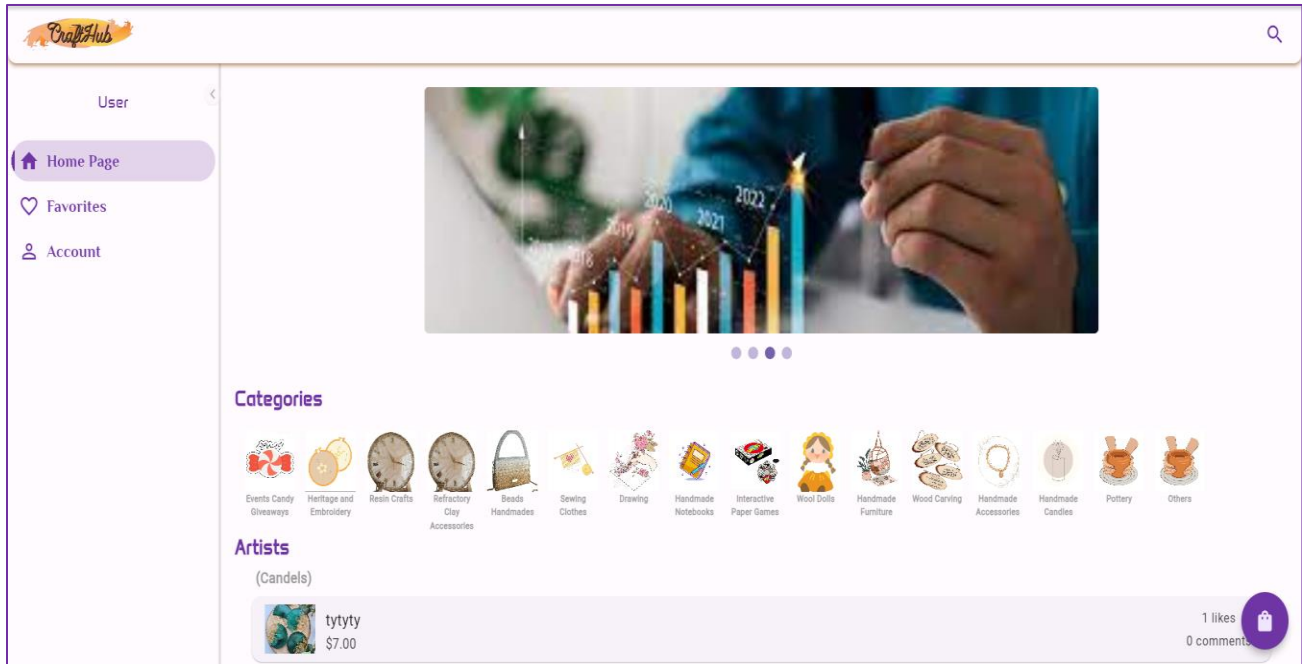 CraftHub
User
Home Page
Favorites
Account
2019
2020
2021
2022
Categories
Events Candy
Giveaways
Heritage and
Embroidery
Resin Crafts
Refractory
Clay
Accessories
Beads
Handmades
Sewing
Clothes
Drawing
Handmade
Notebooks
Interactive
Paper Games
Wool Dolls
Handmade
Furniture
Wood Carving
Handmade
Accessories
Handmade
Candles
Pottery
Others
Artists
(Candels)
tytyty
$7.00
1 likes
0 comments